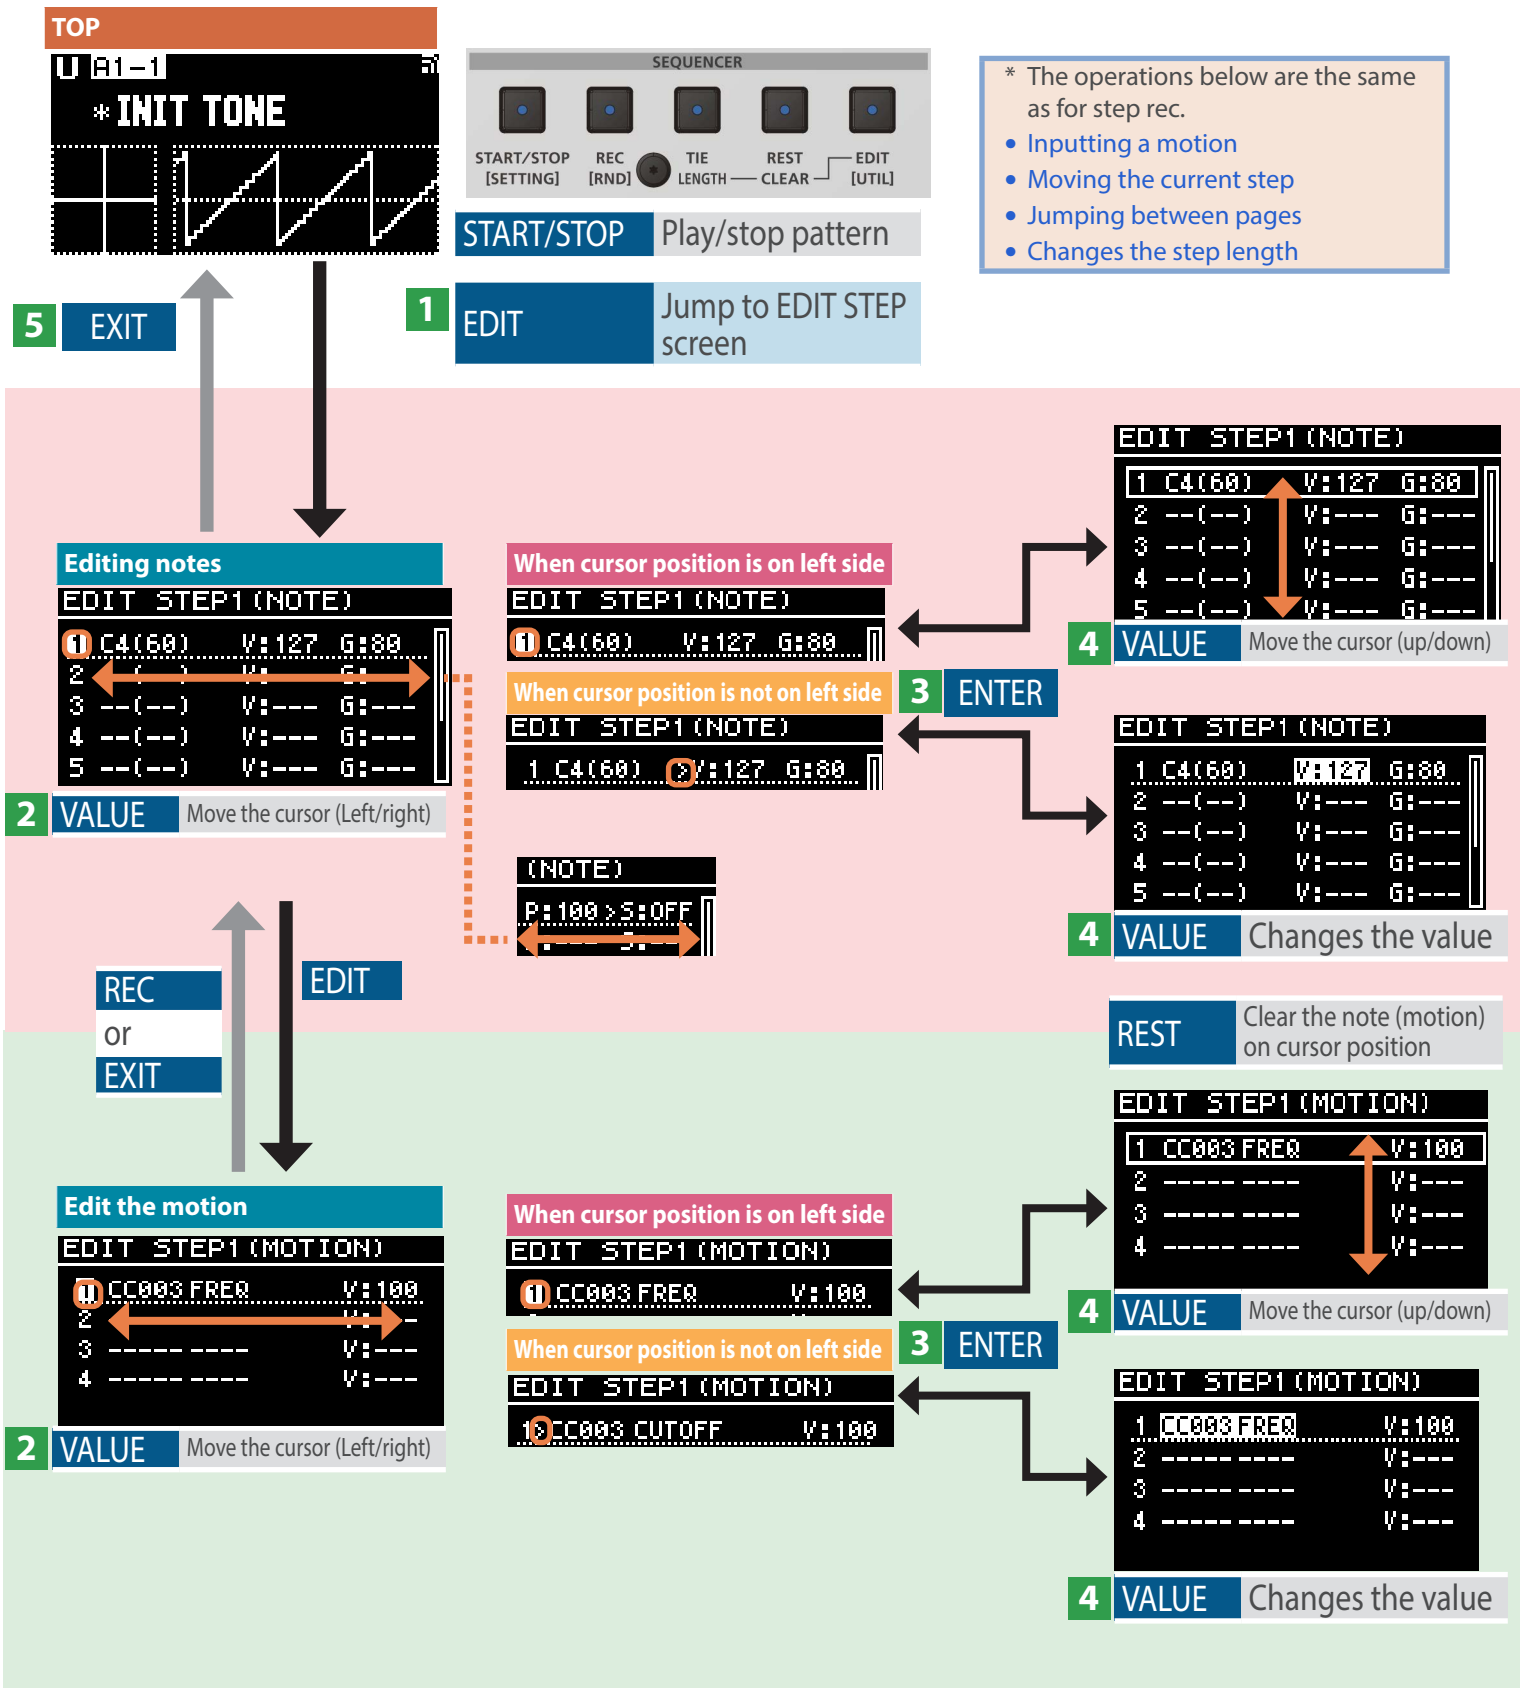 TOP
U A1-1
*INIT TONE
SEQUENCER
START/STOP REC TIE REST EDIT
[SETTING] [RND] * LENGTH CLEAR [UTIL]
START/STOP Play/stop pattern
* The operations below are the same
as for step rec.
• Inputting a motion
• Moving the current step
• Jumping between pages
• Changes the step length
5 EXIT
1 EDIT Jump to EDIT STEP
screen
Editing notes
EDIT STEP1(NOTE)
1 C4(60) V:127 G:80
2 V: G:
3 --(--) V:--- G:---
4 --(--) V:--- G:---
5 --(--) V:--- G:---
2 VALUE Move the cursor (Left/right)
When cursor position is on left side
EDIT STEP1(NOTE)
1 C4(60) V:127 G:80
When cursor position is not on left side
EDIT STEP1(NOTE)
1 C4(60) >V:127 G:80
3 ENTER
(NOTE)
P:100>S:OFF
EDIT STEP1(NOTE)
1 C4(60) V:127 G:80
2 --(--) V:--- G:---
3 --(--) V:--- G:---
4 --(--) V:--- G:---
5 --(--) V:--- G:---
4 VALUE Move the cursor (up/down)
EDIT STEP1(NOTE)
1 C4(60) V:127 G:80
2 --(--) V:--- G:---
3 --(--) V:--- G:---
4 --(--) V:--- G:---
5 --(--) V:--- G:---
4 VALUE Changes the value
REC
or
EXIT
EDIT
REST Clear the note (motion)
on cursor position
Edit the motion
EDIT STEP1(MOTION)
1 CC003 FREQ V:100
2 V: -
3 ----- ---- V:---
4 ----- ---- V:---
2 VALUE Move the cursor (Left/right)
When cursor position is on left side
EDIT STEP1(MOTION)
1 CC003 FREQ V:100
When cursor position is not on left side
EDIT STEP1(MOTION)
1>CC003 CUTOFF V:100
3 ENTER
EDIT STEP1(MOTION)
1 CC003 FREQ V:100
2 ----- ---- V:---
3 ----- ---- V:---
4 ----- ---- V:---
4 VALUE Move the cursor (up/down)
EDIT STEP1(MOTION)
1 CC003 FREQ V:100
2 ----- ---- V:---
3 ----- ---- V:---
4 ----- ---- V:---
4 VALUE Changes the value